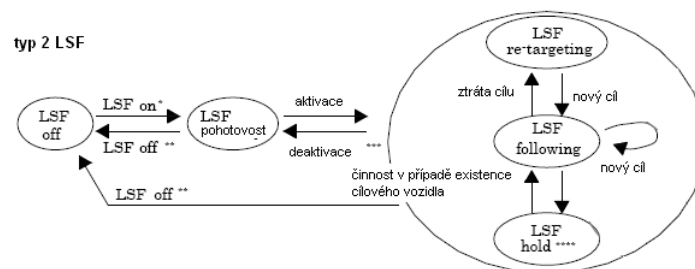 typ 2 LSF
LSF
off
LSF on*
LSF off **
LSF
pohotovost
aktivace
deaktivace ***
LSF off **
LSF
re-targeting
ztráta cílu
nový cíl
LSF
following
nový cíl
činnost v případě existence
cílového vozidla
LSF
hold ****